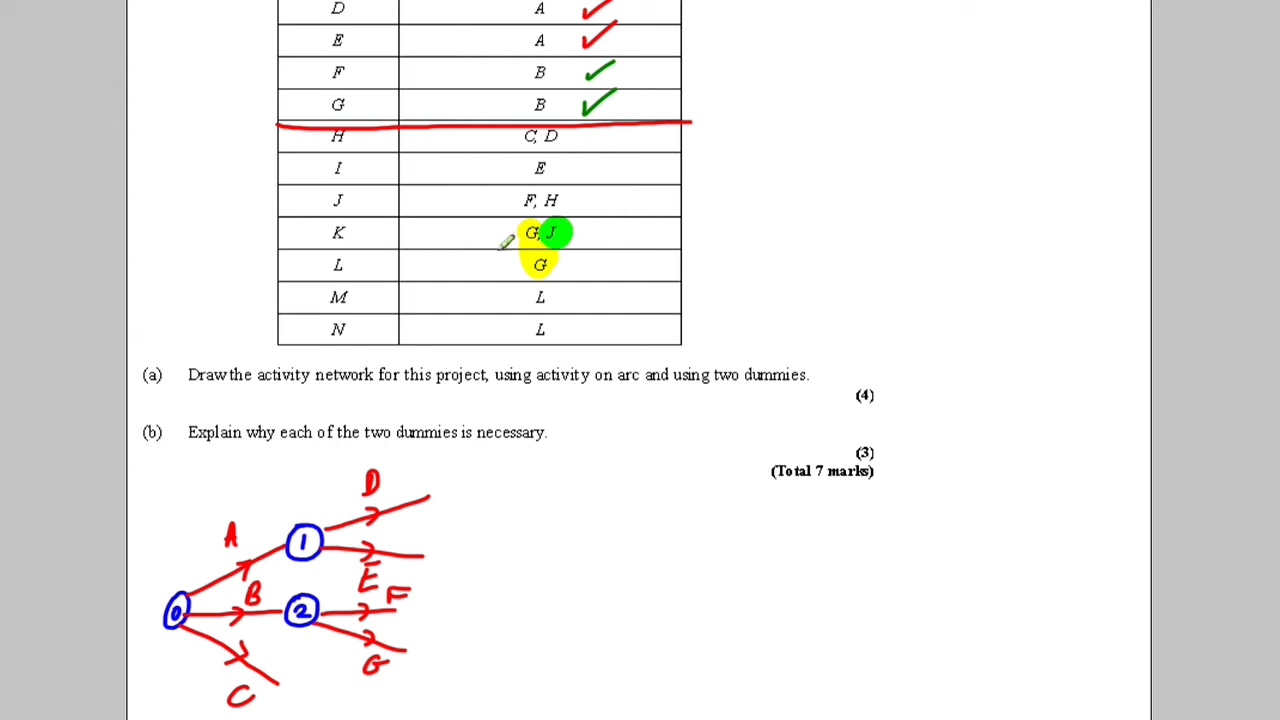 D A
E A
F B
G B
H C, D
I E
J F, H
K G, J
L G
M L
N L
(a) Draw the activity network for this project, using activity on arc and using two dummies.
(4)
(b) Explain why each of the two dummies is necessary.
(3)
(Total 7 marks)
D
A 1
E
B F
0 2
G
C